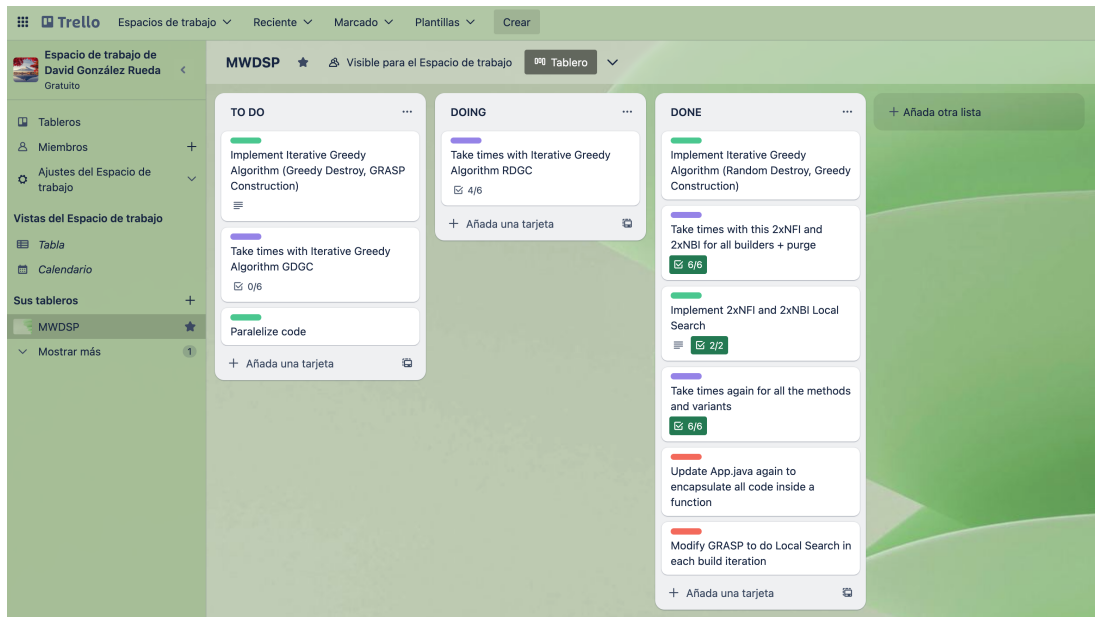 Trello Espacios de trabajo Reciente Marcado Plantillas Crear
Espacio de trabajo de
David González Rueda
Gratuito
Tableros
Miembros
Ajustes del Espacio de
trabajo
Vistas del Espacio de trabajo
Tabla
Calendario
Sus tableros
MWDSP
Mostrar más 1
MWDSP Visible para el Espacio de trabajo Tablero
TO DO
Implement Iterative Greedy
Algorithm (Greedy Destroy, GRASP
Construction)
Take times with Iterative Greedy
Algorithm GDGC
0/6
Paralelize code
Añada una tarjeta
DOING
Take times with Iterative Greedy
Algorithm RDGC
4/6
Añada una tarjeta
DONE
Implement Iterative Greedy
Algorithm (Random Destroy, Greedy
Construction)
Take times with this 2xNFI and
2xNBI for all builders + purge
6/6
Implement 2xNFI and 2xNBI Local
Search
2/2
Take times again for all the methods
and variants
6/6
Update App.java again to
encapsulate all code inside a
function
Modify GRASP to do Local Search in
each build iteration
Añada una tarjeta
Añada otra lista